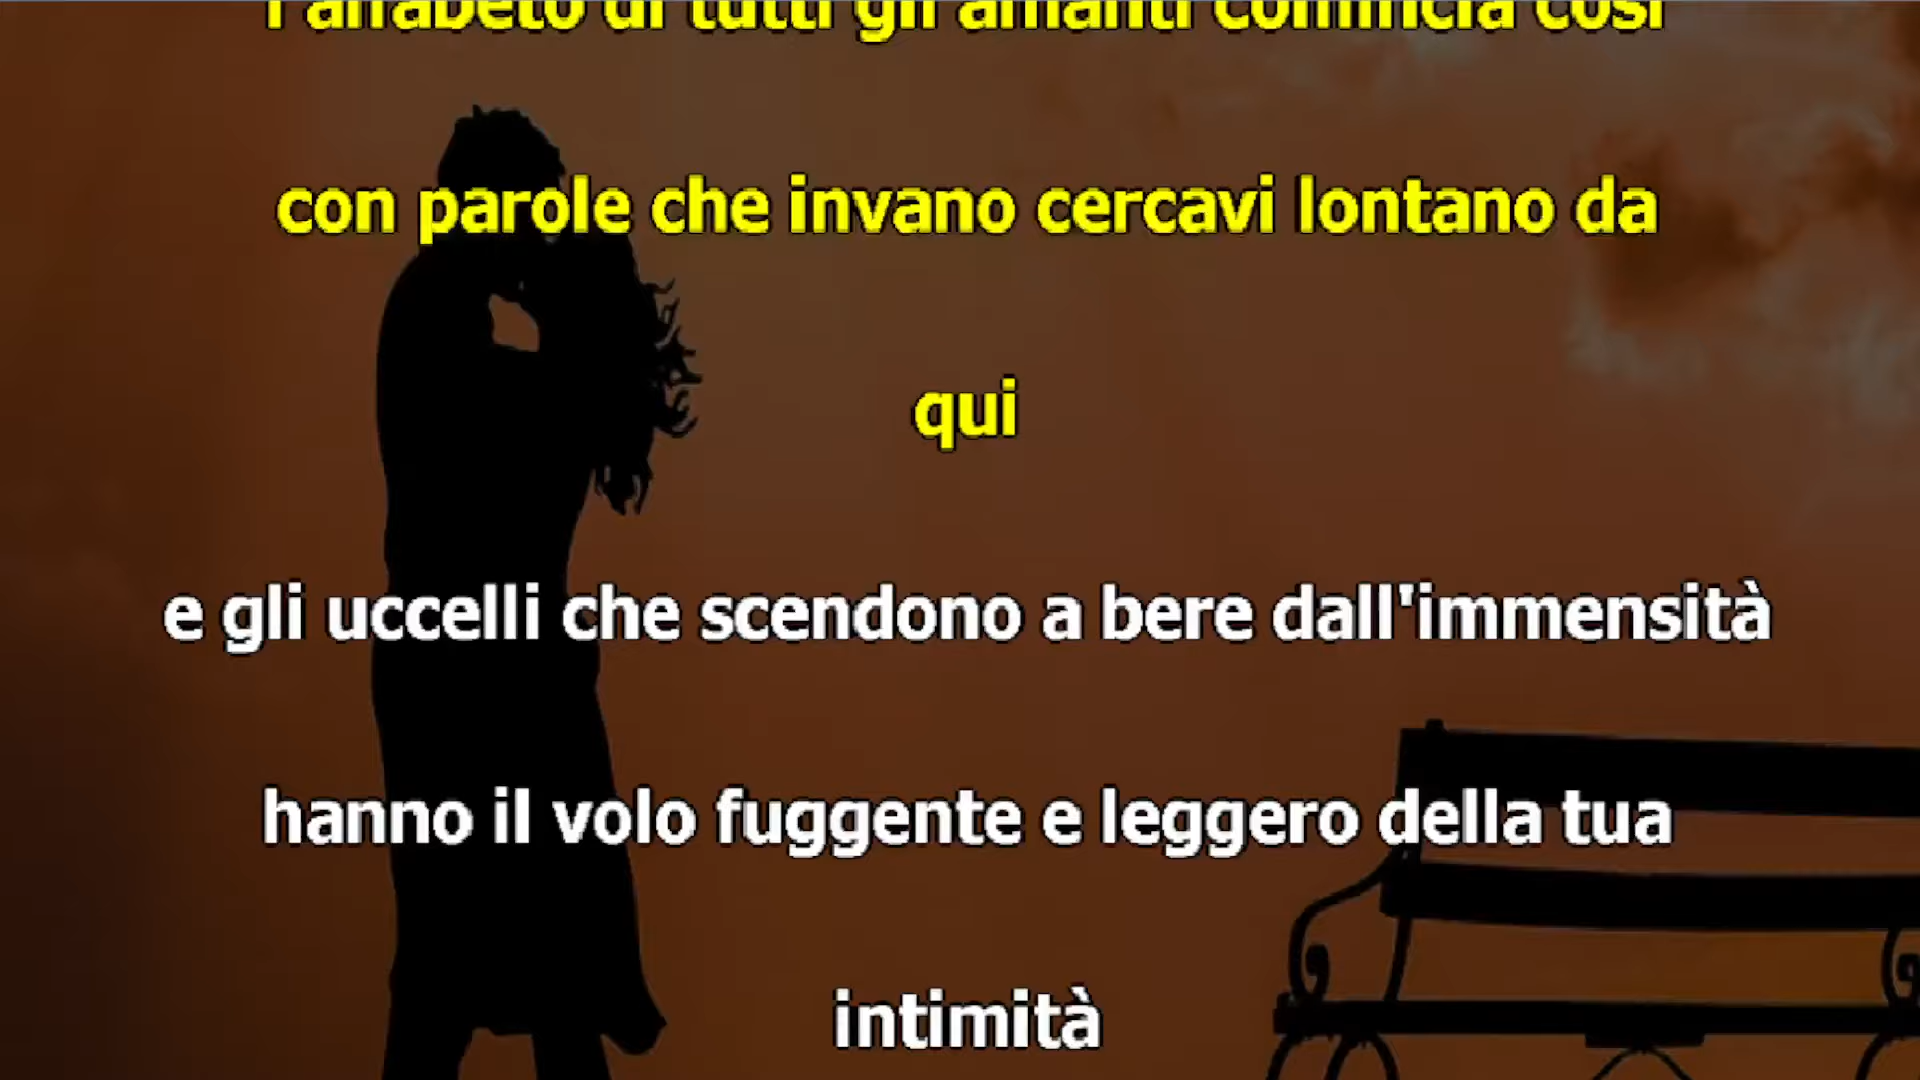 l'alfabeto di tutti gli amanti comincia così
con parole che invano cercavi lontano da
qui
e gli uccelli che scendono a bere dall'immensità
hanno il volo fuggente e leggero della tua
intimità